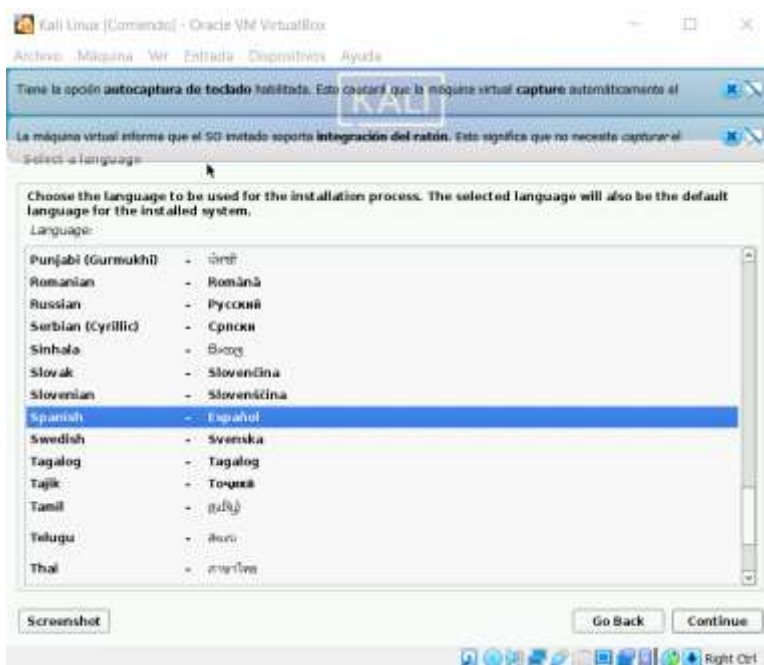 Kali Linux [Corriendo] - Oracle VM VirtualBox
Archivo Máquina Ver Entrada Dispositivos Ayuda
Tiene la opción autocaptura de teclado habilitada. Esto causará que la máquina virtual capture automáticamente el
KALI
La máquina virtual informa que el SO invitado soporta integración del ratón. Esto significa que no necesita capturar el
Select a language
Choose the language to be used for the installation process. The selected language will also be the default
language for the installed system.
Language:
Punjabi (Gurmukhi) - ਪੰਜਾਬੀ
Romanian - Română
Russian - Русский
Serbian (Cyrillic) - Српски
Sinhala - සිංහල
Slovak - Slovenčina
Slovenian - Slovenščina
Spanish - Español
Swedish - Svenska
Tagalog - Tagalog
Tajik - Тоҷикӣ
Tamil - தமிழ்
Telugu - తెలుగు
Thai - ภาษาไทย
Screenshot Go Back Continue
Right Ctrl